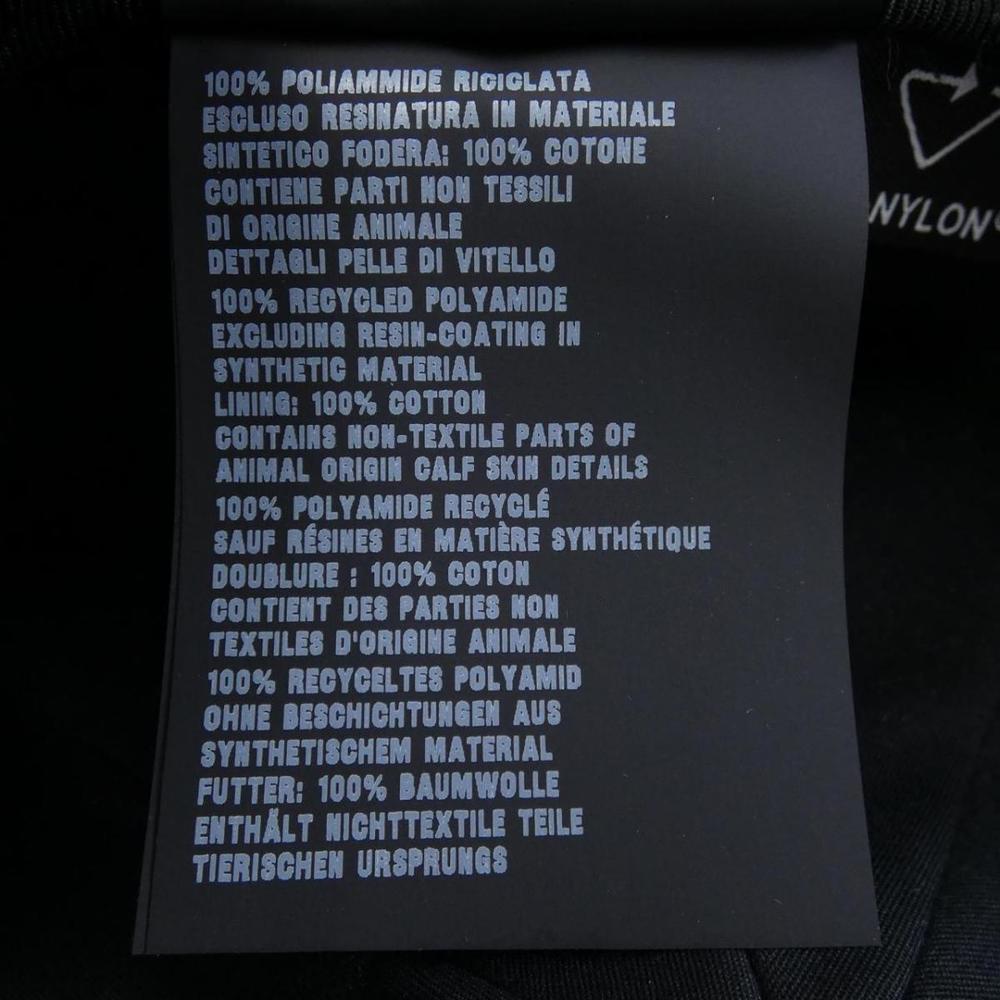 100% POLIAMMIDE RICICLATA
ESCLUSO RESINATURA IN MATERIALE
SINTETICO FODERA: 100% COTONE
CONTIENE PARTI NON TESSILI
DI ORIGINE ANIMALE
DETTAGLI PELLE DI VITELLO
100% RECYCLED POLYAMIDE
EXCLUDING RESIN-COATING IN
SYNTHETIC MATERIAL
LINING: 100% COTTON
CONTAINS NON-TEXTILE PARTS OF
ANIMAL ORIGIN CALF SKIN DETAILS
100% POLYAMIDE RECYCLÉ
SAUF RÉSINES EN MATIÈRE SYNTHÉTIQUE
DOUBLURE : 100% COTON
CONTIENT DES PARTIES NON
TEXTILES D'ORIGINE ANIMALE
100% RECYCELTES POLYAMID
OHNE BESCHICHTUNGEN AUS
SYNTHETISCHEM MATERIAL
FUTTER: 100% BAUMWOLLE
ENTHÄLT NICHTTEXTILE TEILE
TIERISCHEN URSPRUNGS
NYLON